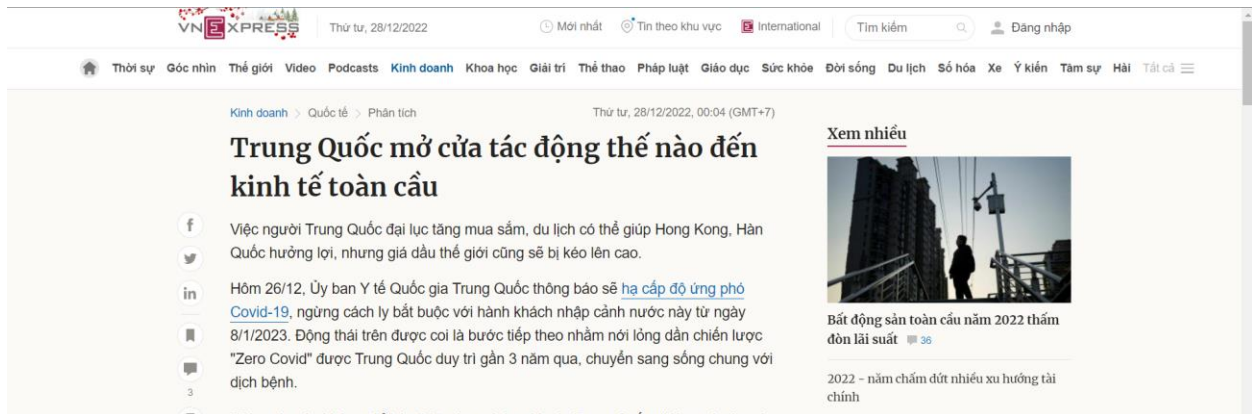 VNEXPRESS Thứ tư, 28/12/2022 Mới nhất Tin theo khu vực E International Tìm kiếm Đăng nhập
Thời sự Góc nhìn Thế giới Video Podcasts Kinh doanh Khoa học Giải trí Thể thao Pháp luật Giáo dục Sức khỏe Đời sống Du lịch Số hóa Xe Ý kiến Tâm sự Hài Tất cả
Kinh doanh > Quốc tế > Phân tích Thứ tư, 28/12/2022, 00:04 (GMT+7)
Trung Quốc mở cửa tác động thế nào đến
kinh tế toàn cầu
Việc người Trung Quốc đại lục tăng mua sắm, du lịch có thể giúp Hong Kong, Hàn
Quốc hưởng lợi, nhưng giá dầu thế giới cũng sẽ bị kéo lên cao.
Hôm 26/12, Ủy ban Y tế Quốc gia Trung Quốc thông báo sẽ hạ cấp độ ứng phó
Covid-19, ngừng cách ly bắt buộc với hành khách nhập cảnh nước này từ ngày
8/1/2023. Động thái trên được coi là bước tiếp theo nhằm nới lỏng dần chiến lược
"Zero Covid" được Trung Quốc duy trì gần 3 năm qua, chuyển sang sống chung với
dịch bệnh.
3
Xem nhiều
Bất động sản toàn cầu năm 2022 thấm
đòn lãi suất 36
2022 - năm chấm dứt nhiều xu hướng tài
chính